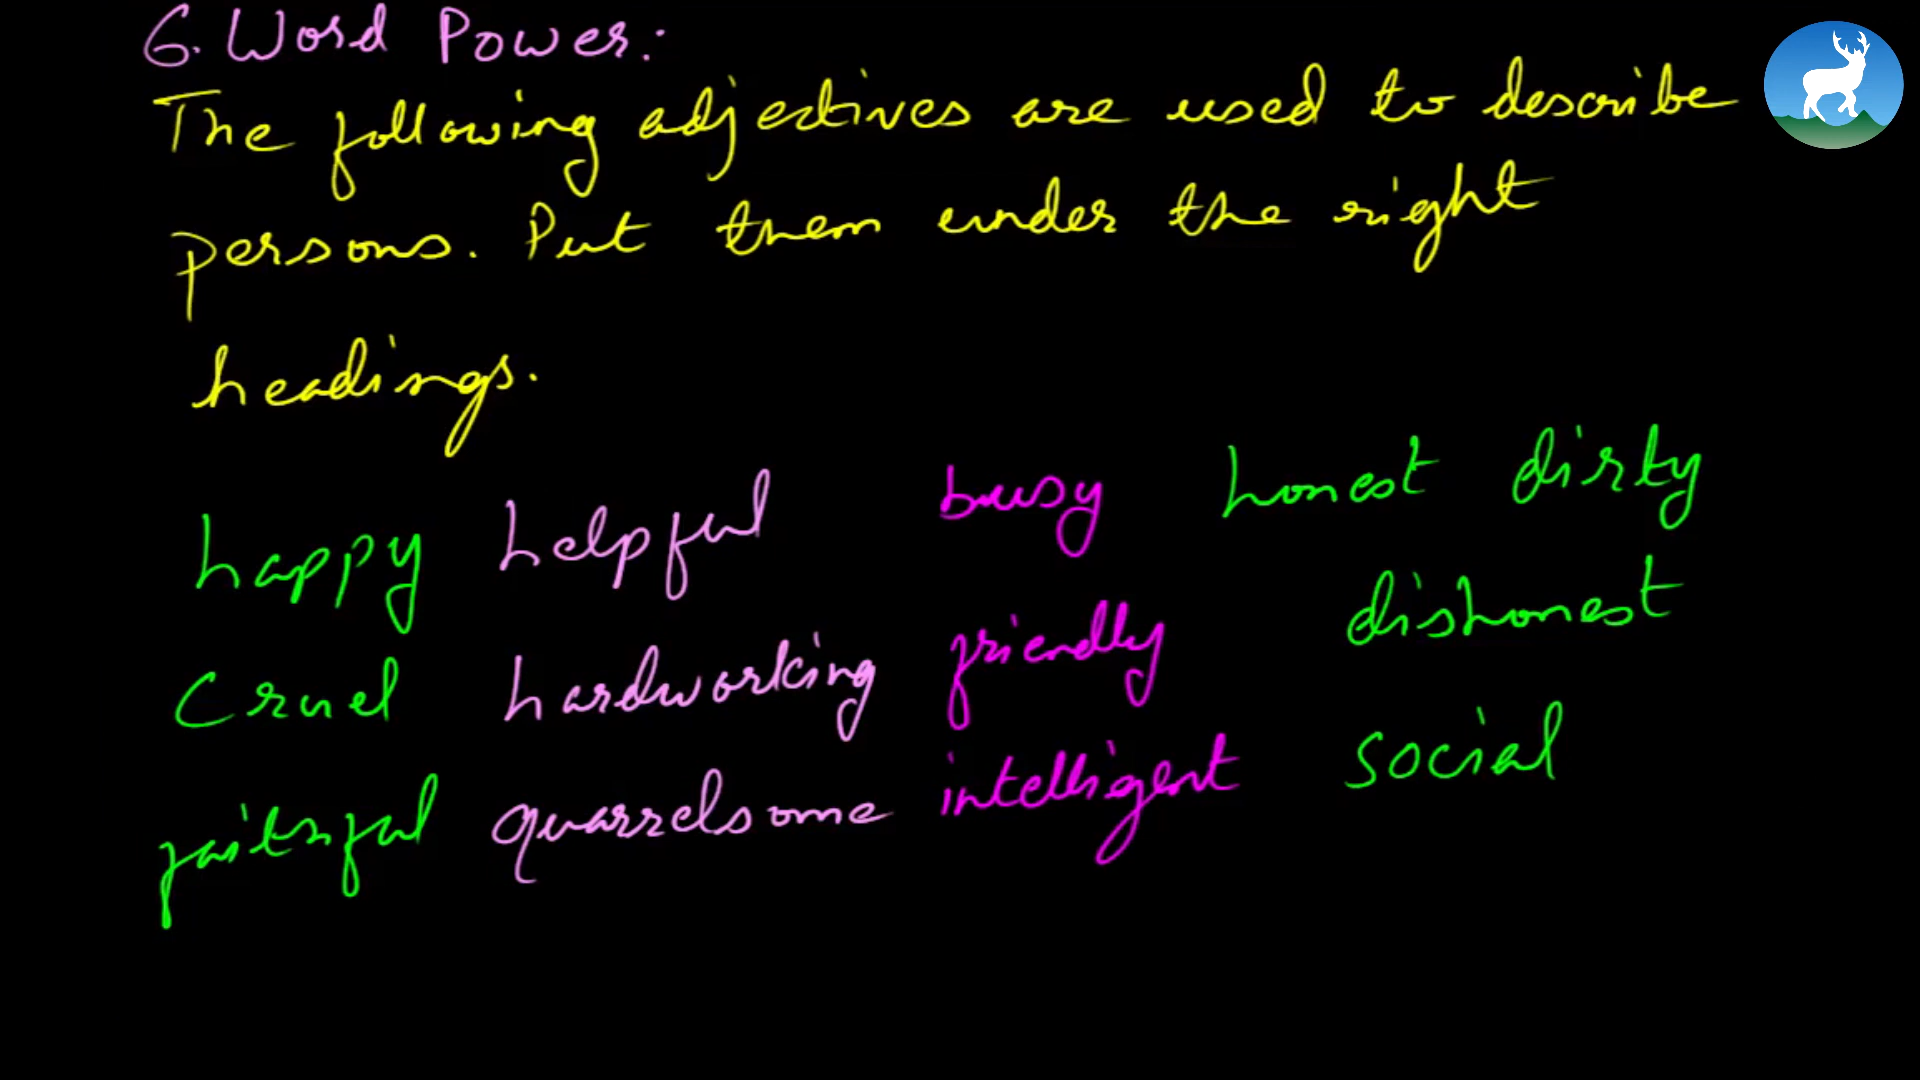 6. Word Power:
The following adjectives are used to describe
persons. Put them under the right
headings.
happy helpful busy honest dirty
cruel hardworking friendly dishonest
faithful quarrelsome intelligent social